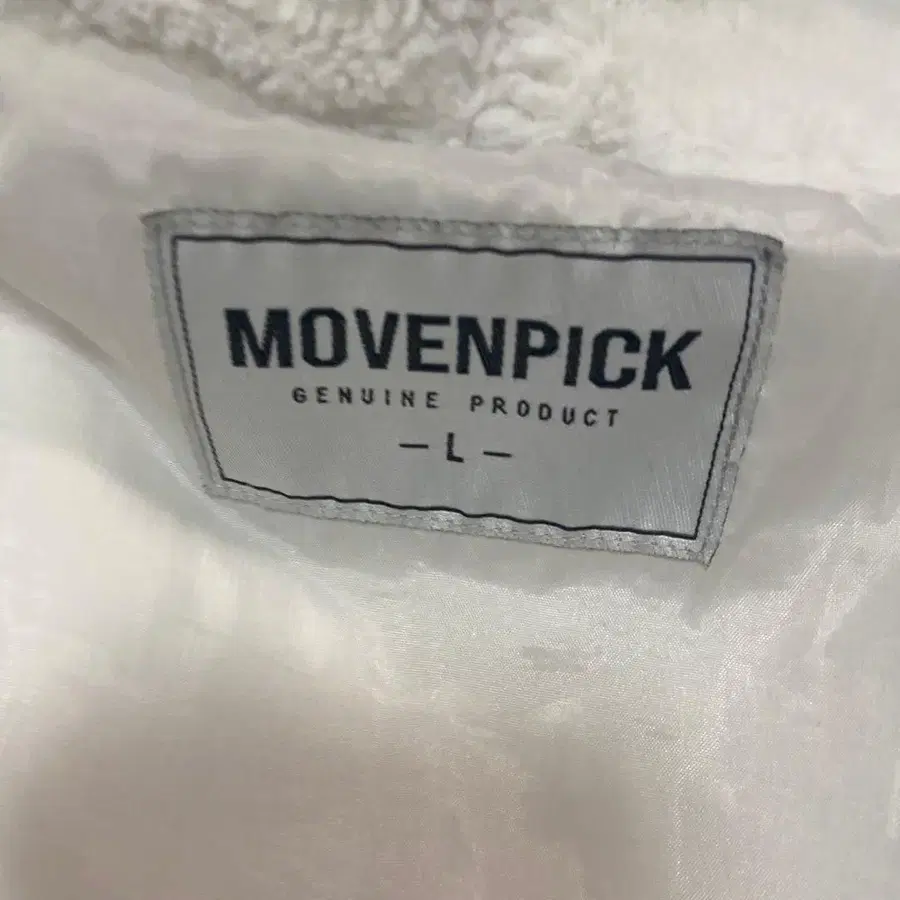 MOVENPICK
GENUINE PRODUCT
— L —